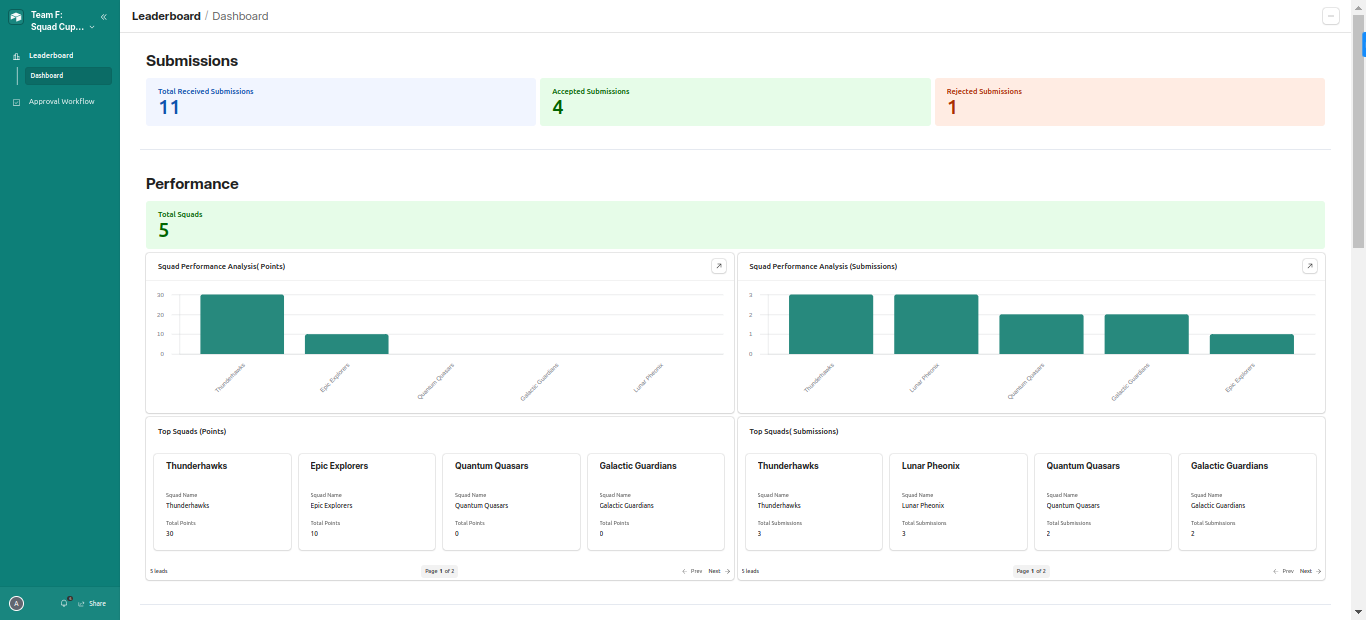 Team F:
Squad Cup...
Leaderboard
Dashboard
Approval Workflow
A
Share
Leaderboard / Dashboard
Submissions
Total Received Submissions
11
Accepted Submissions
4
Rejected Submissions
1
Performance
Total Squads
5
Squad Performance Analysis( Points)
30
20
10
0
Thunderhawks
Epic Explorers
Quantum Quasars
Galactic Guardians
Lunar Pheonix
Squad Performance Analysis (Submissions)
3
2
1
0
Thunderhawks
Lunar Pheonix
Quantum Quasars
Galactic Guardians
Epic Explorers
Top Squads (Points)
Thunderhawks
Squad Name
Thunderhawks
Total Points
30
Epic Explorers
Squad Name
Epic Explorers
Total Points
10
Quantum Quasars
Squad Name
Quantum Quasars
Total Points
0
Galactic Guardians
Squad Name
Galactic Guardians
Total Points
0
5 leads
Page 1 of 2
← Prev Next →
Top Squads( Submissions)
Thunderhawks
Squad Name
Thunderhawks
Total Submissions
3
Lunar Pheonix
Squad Name
Lunar Pheonix
Total Submissions
3
Quantum Quasars
Squad Name
Quantum Quasars
Total Submissions
2
Galactic Guardians
Squad Name
Galactic Guardians
Total Submissions
2
5 leads
Page 1 of 2
← Prev Next →